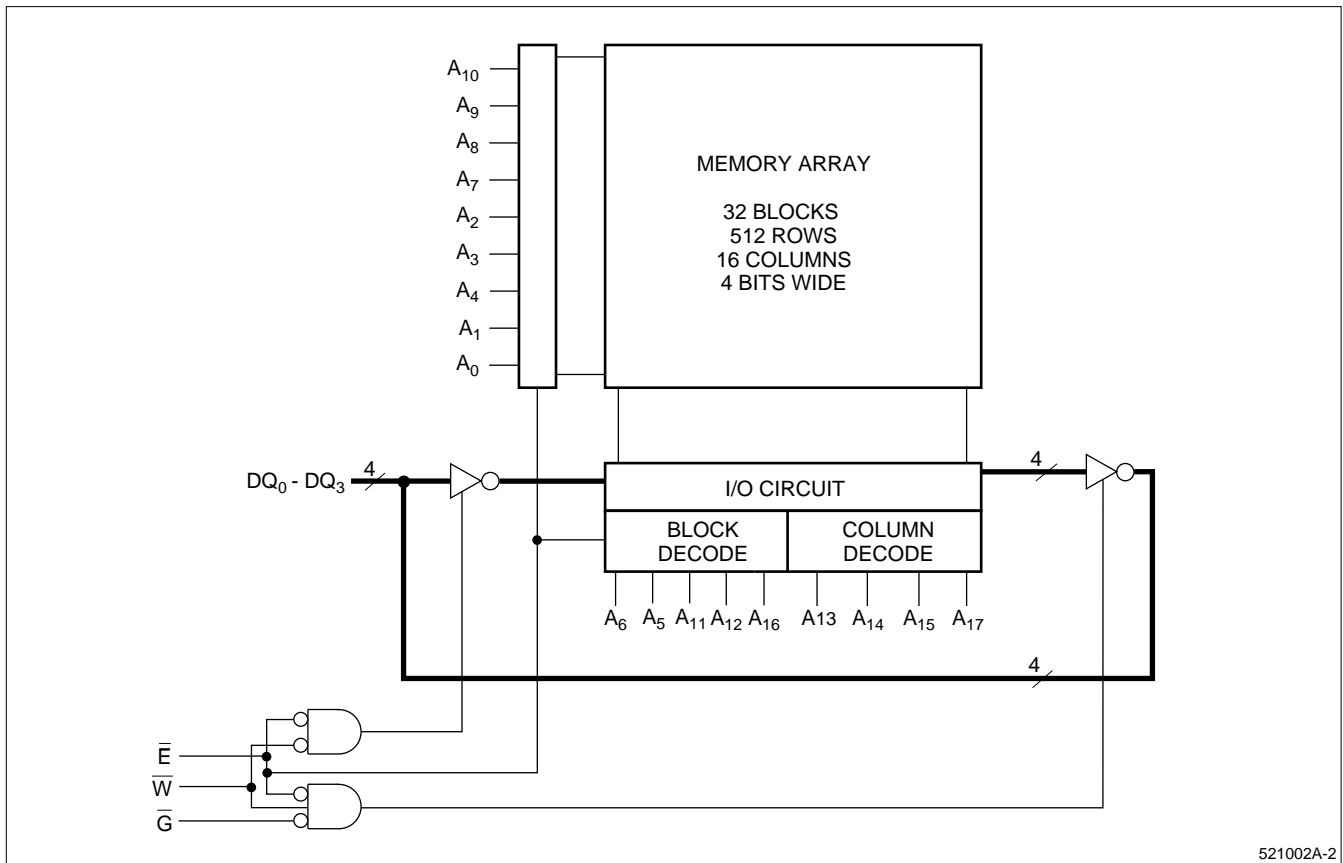 A₁₀
A₉
A₈
A₇
A₂
A₃
A₄
A₁
A₀
MEMORY ARRAY
32 BLOCKS
512 ROWS
16 COLUMNS
4 BITS WIDE
DQ₀ - DQ₃
4
I/O CIRCUIT
4
BLOCK DECODE
COLUMN DECODE
A₆ A₅ A₁₁ A₁₂ A₁₆ A13 A₁₄ A₁₅ A₁₇
4
E̅
W̅
G̅
521002A-2